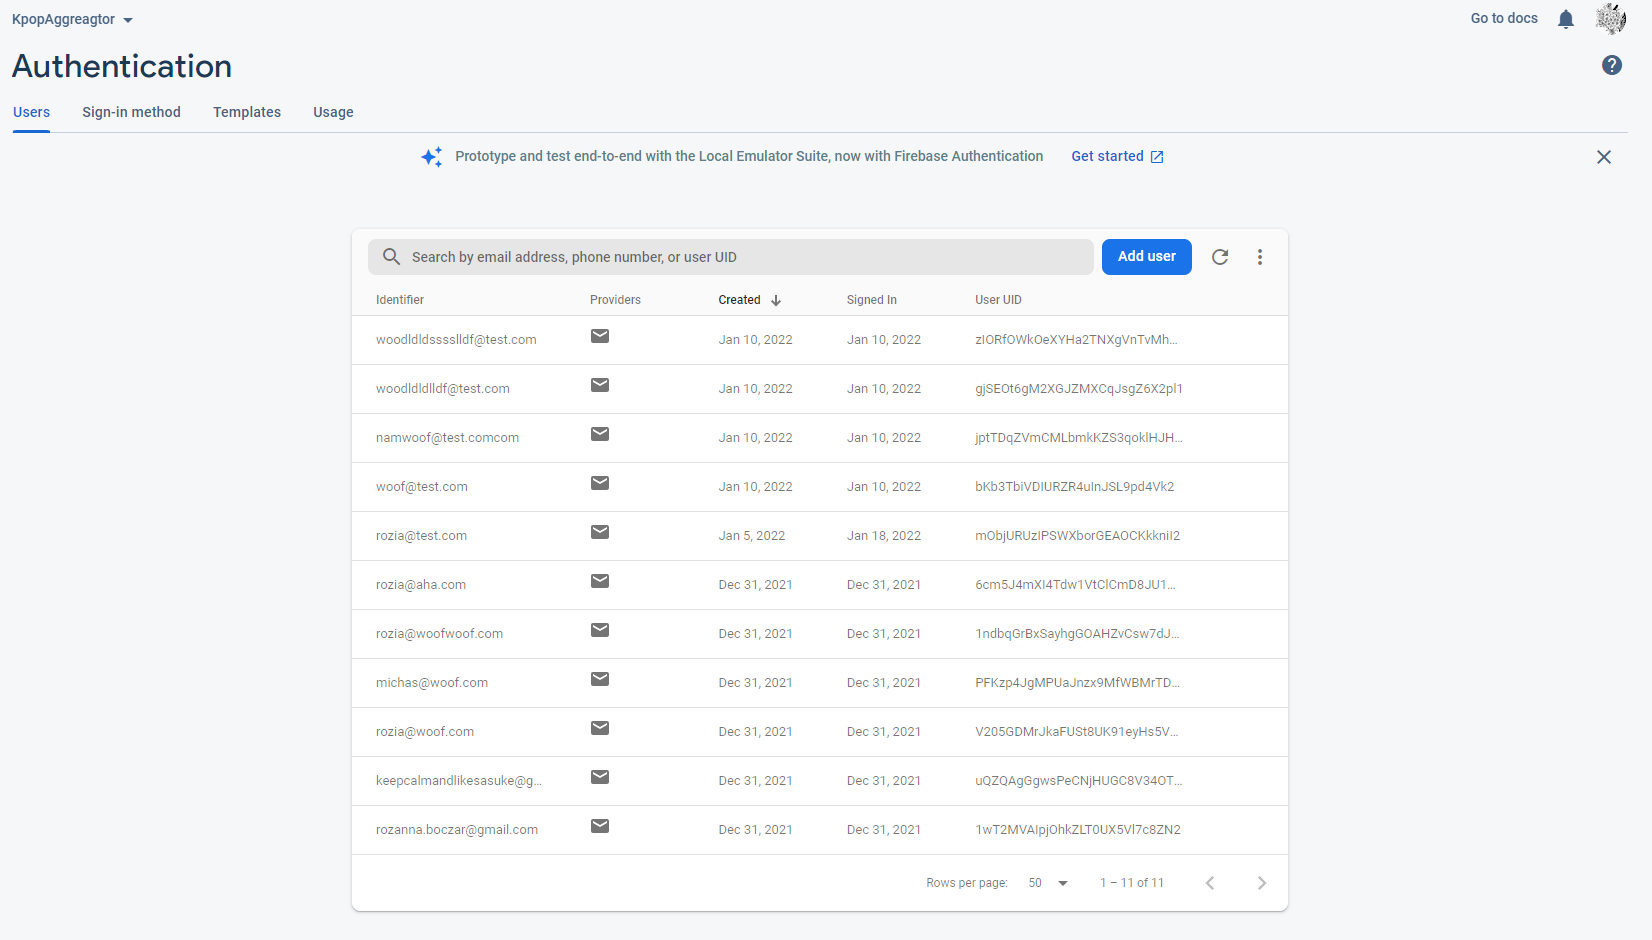 KpopAggreagtor
Go to docs
Authentication
Users Sign-in method Templates Usage
Prototype and test end-to-end with the Local Emulator Suite, now with Firebase Authentication Get started
Search by email address, phone number, or user UID Add user
Identifier Providers Created Signed In User UID
woodldldsssslldf@test.com Jan 10, 2022 Jan 10, 2022 zIORfOWkOeXYHa2TNXgVnTvMh...
woodldldlldf@test.com Jan 10, 2022 Jan 10, 2022 gjSEOt6gM2XGJZMXCqJsgZ6X2pl1
namwoof@test.comcom Jan 10, 2022 Jan 10, 2022 jptTDqZVmCMLbmkKZS3qoklHJH...
woof@test.com Jan 10, 2022 Jan 10, 2022 bKb3TbiVDIURZR4uInJSL9pd4Vk2
rozia@test.com Jan 5, 2022 Jan 18, 2022 mObjURUzIPSWXborGEAOCKkkniI2
rozia@aha.com Dec 31, 2021 Dec 31, 2021 6cm5J4mXI4Tdw1VtClCmD8JU1...
rozia@woofwoof.com Dec 31, 2021 Dec 31, 2021 1ndbqGrBxSayhgGOAHZvCsw7dJ...
michas@woof.com Dec 31, 2021 Dec 31, 2021 PFKzp4JgMPUaJnzx9MfWBMrTD...
rozia@woof.com Dec 31, 2021 Dec 31, 2021 V205GDMrJkaFUSt8UK91eyHs5V...
keepcalmandlikesasuke@g... Dec 31, 2021 Dec 31, 2021 uQZQAgGgwsPeCNjHUGC8V34OT...
rozanna.boczar@gmail.com Dec 31, 2021 Dec 31, 2021 1wT2MVAIpjOhkZLT0UX5Vl7c8ZN2
Rows per page: 50 1 – 11 of 11